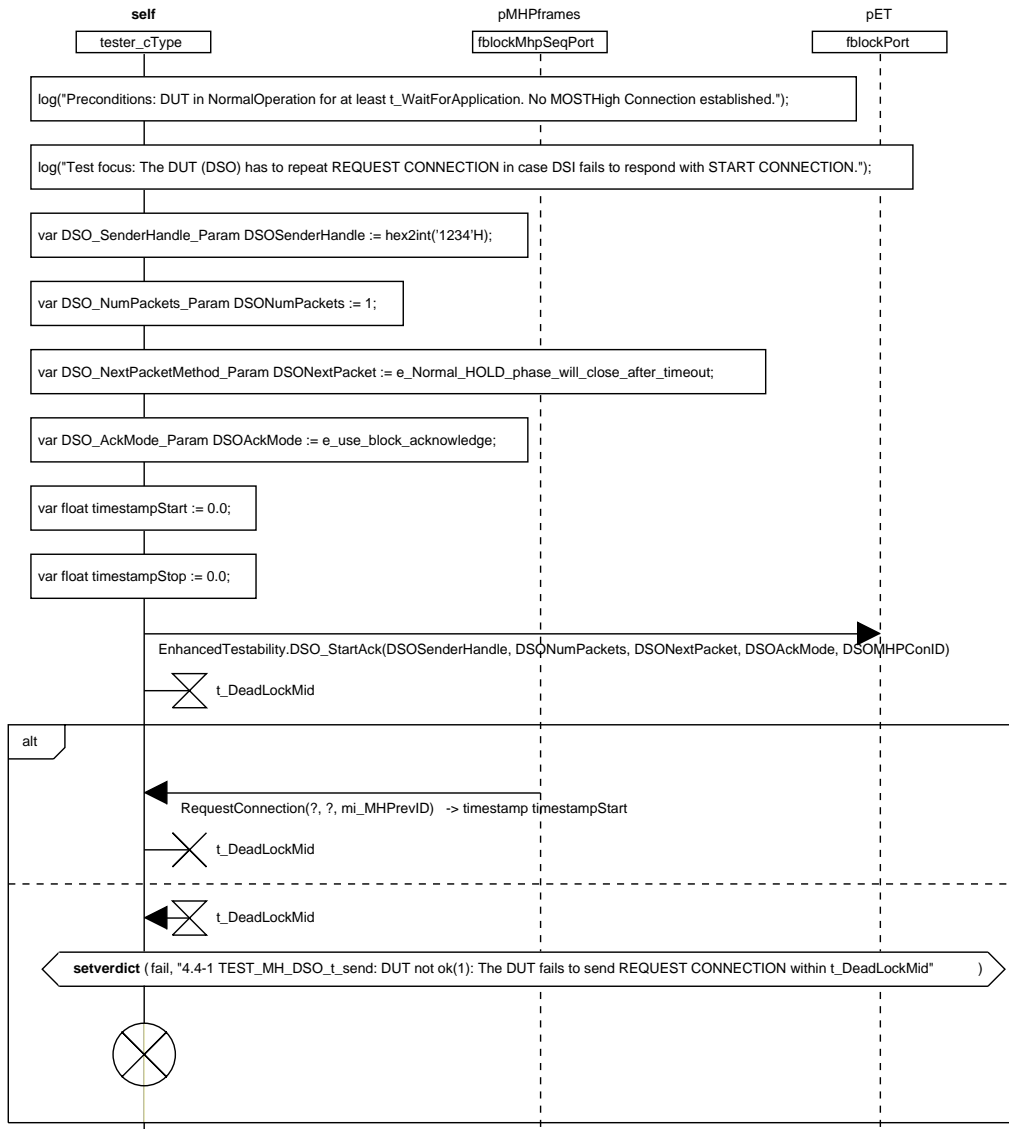 self pMHPframes pET
tester_cType fblockMhpSeqPort fblockPort
log("Preconditions: DUT in NormalOperation for at least t_WaitForApplication. No MOSTHigh Connection established.");
log("Test focus: The DUT (DSO) has to repeat REQUEST CONNECTION in case DSI fails to respond with START CONNECTION.");
var DSO_SenderHandle_Param DSOSenderHandle := hex2int('1234'H);
var DSO_NumPackets_Param DSONumPackets := 1;
var DSO_NextPacketMethod_Param DSONextPacket := e_Normal_HOLD_phase_will_close_after_timeout;
var DSO_AckMode_Param DSOAckMode := e_use_block_acknowledge;
var float timestampStart := 0.0;
var float timestampStop := 0.0;
EnhancedTestability.DSO_StartAck(DSOSenderHandle, DSONumPackets, DSONextPacket, DSOAckMode, DSOMHPConID)
t_DeadLockMid
alt
RequestConnection(?, ?, mi_MHPrevID) -> timestamp timestampStart
t_DeadLockMid
t_DeadLockMid
setverdict (fail, "4.4-1 TEST_MH_DSO_t_send: DUT not ok(1): The DUT fails to send REQUEST CONNECTION within t_DeadLockMid" )